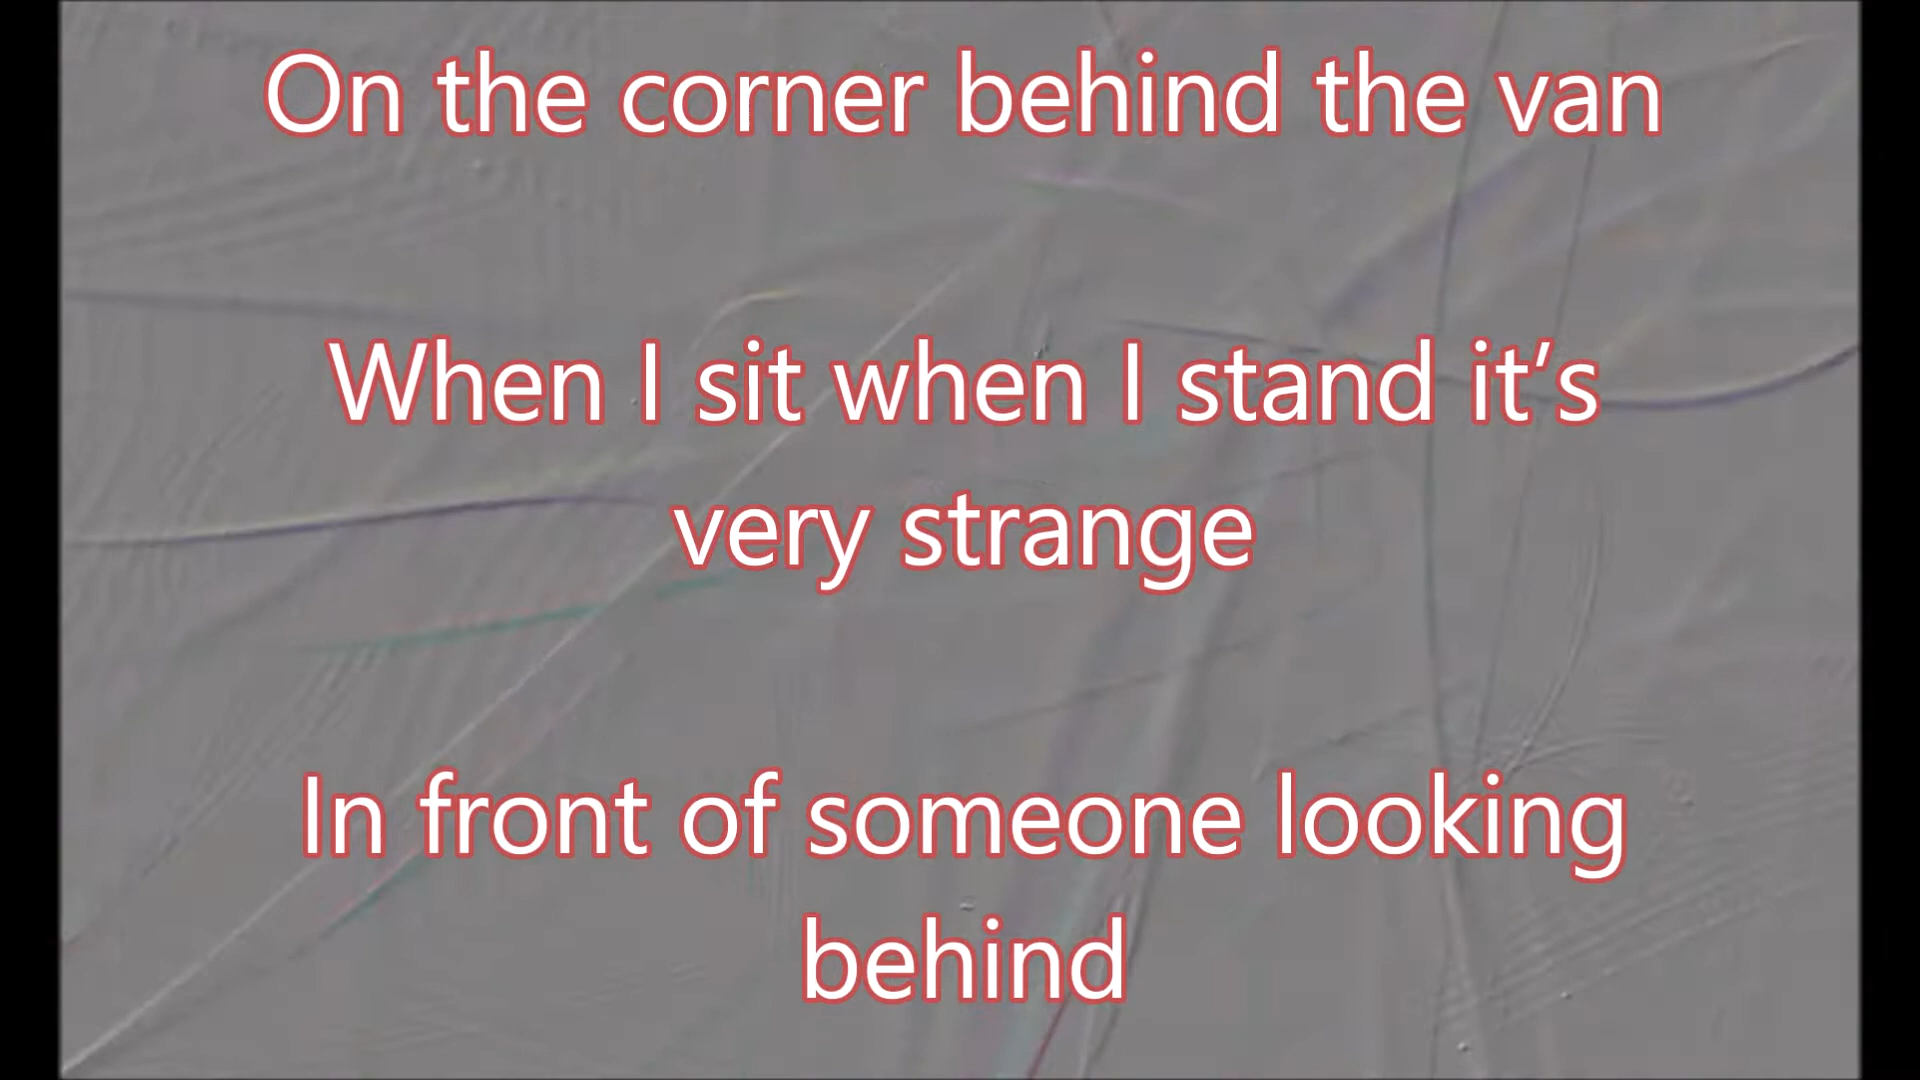 On the corner behind the van
When I sit when I stand it’s
very strange
In front of someone looking
behind